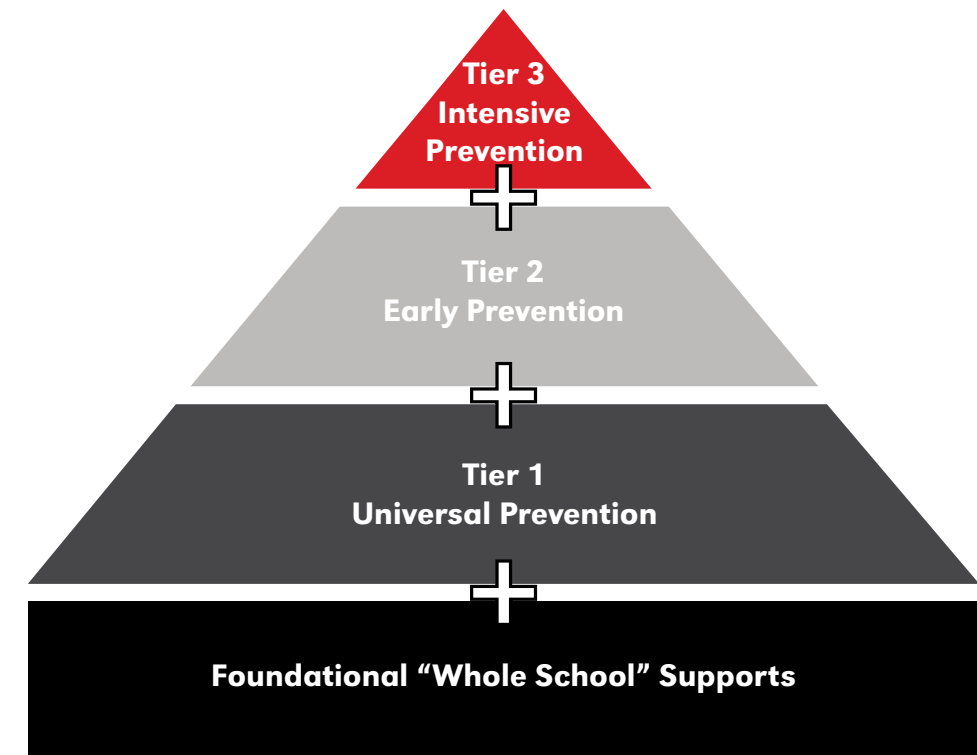 Tier 3
Intensive
Prevention
Tier 2
Early Prevention
Tier 1
Universal Prevention
Foundational “Whole School” Supports